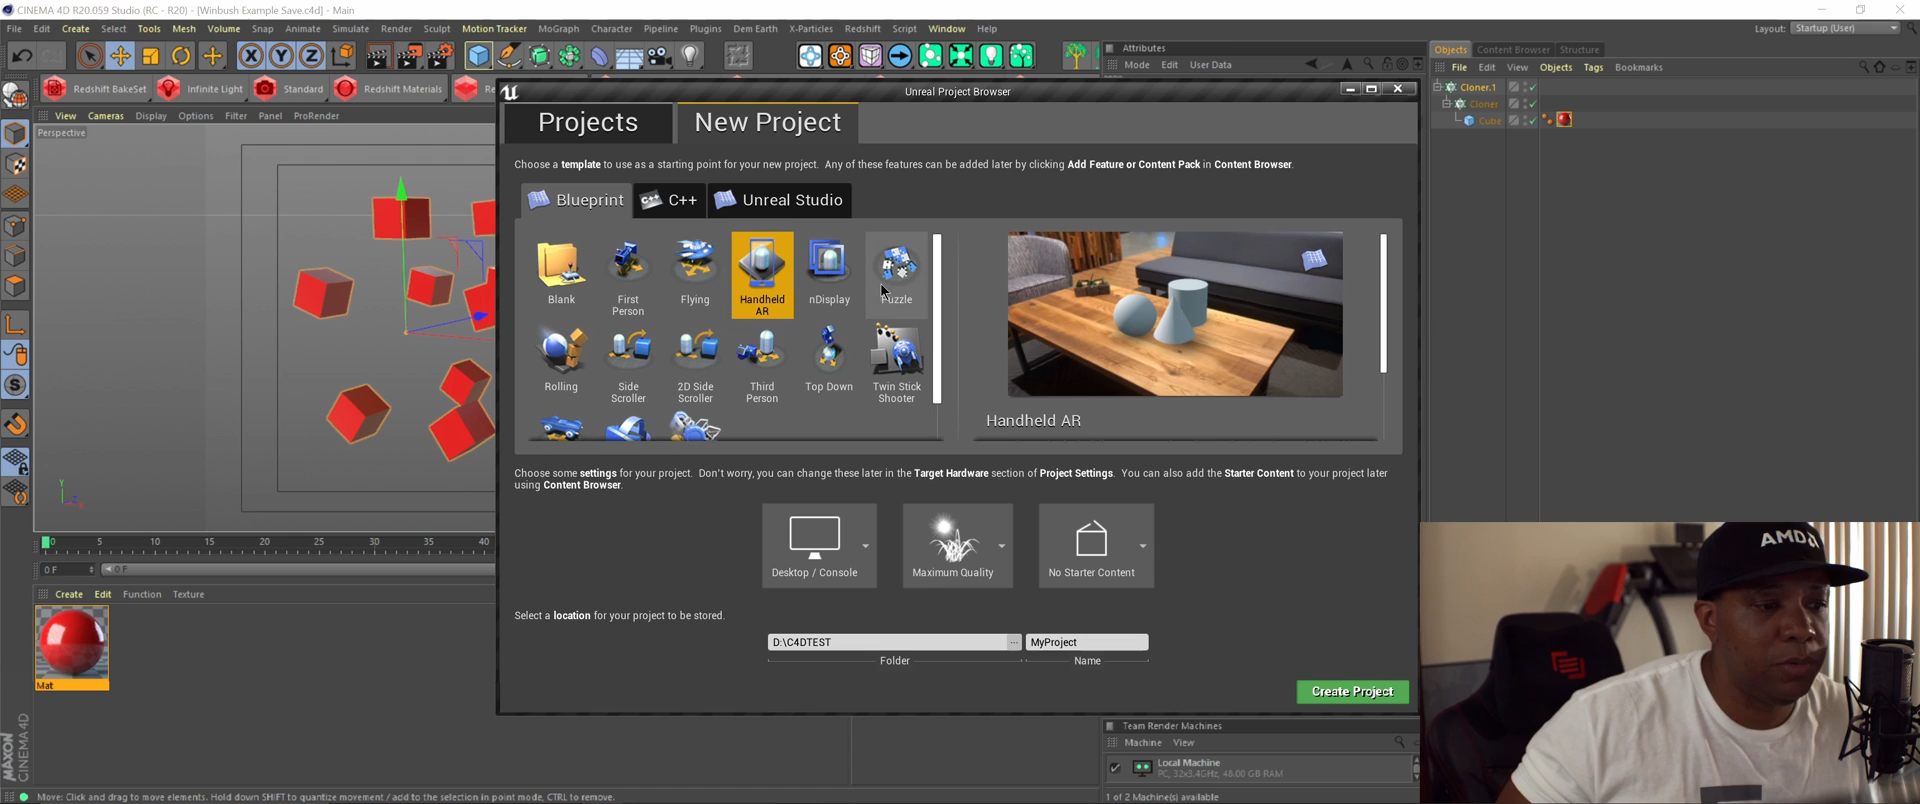 CINEMA 4D R20.059 Studio (RC - R20) - [Winbush Example Save.c4d] - Main
File Edit Create Select Tools Mesh Volume Snap Animate Simulate Render Sculpt Motion Tracker MoGraph Character Pipeline Plugins Dem Earth X-Particles Redshift Script Window Help
Layout: Startup (User)
Attributes
Mode Edit User Data
Objects Content Browser Structure
File Edit View Objects Tags Bookmarks
Redshift BakeSet Infinite Light Standard Redshift Materials
Cloner.1
Cloner
Cube
View Cameras Display Options Filter Panel ProRender
Perspective
Unreal Project Browser
Projects New Project
Choose a template to use as a starting point for your new project. Any of these features can be added later by clicking Add Feature or Content Pack in Content Browser.
Blueprint C++ Unreal Studio
Blank
First Person
Flying
Handheld AR
nDisplay
Puzzle
Rolling
Side Scroller
2D Side Scroller
Third Person
Top Down
Twin Stick Shooter
Handheld AR
Choose some settings for your project. Don't worry, you can change these later in the Target Hardware section of Project Settings. You can also add the Starter Content to your project later
using Content Browser.
Desktop / Console
Maximum Quality
No Starter Content
Select a location for your project to be stored.
D:\C4DTEST ... MyProject
Folder Name
Create Project
Y
Z
X
0 5 10 15 20 25 30 35 40
0 F 0 F
Create Edit Function Texture
Mat
MAXON
CINEMA 4D
AMD
Team Render Machines
Machine View
Local Machine
PC, 32x3.4GHz, 48.00 GB RAM
1 of 2 Machine(s) available
Move: Click and drag to move elements. Hold down SHIFT to quantize movement / add to the selection in point mode, CTRL to remove.